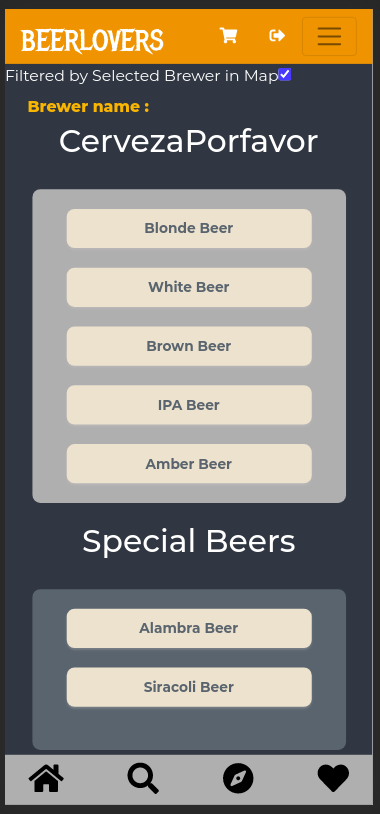 BEERLOVERS
Filtered by Selected Brewer in Map
Brewer name :
CervezaPorfavor
Blonde Beer
White Beer
Brown Beer
IPA Beer
Amber Beer
Special Beers
Alambra Beer
Siracoli Beer